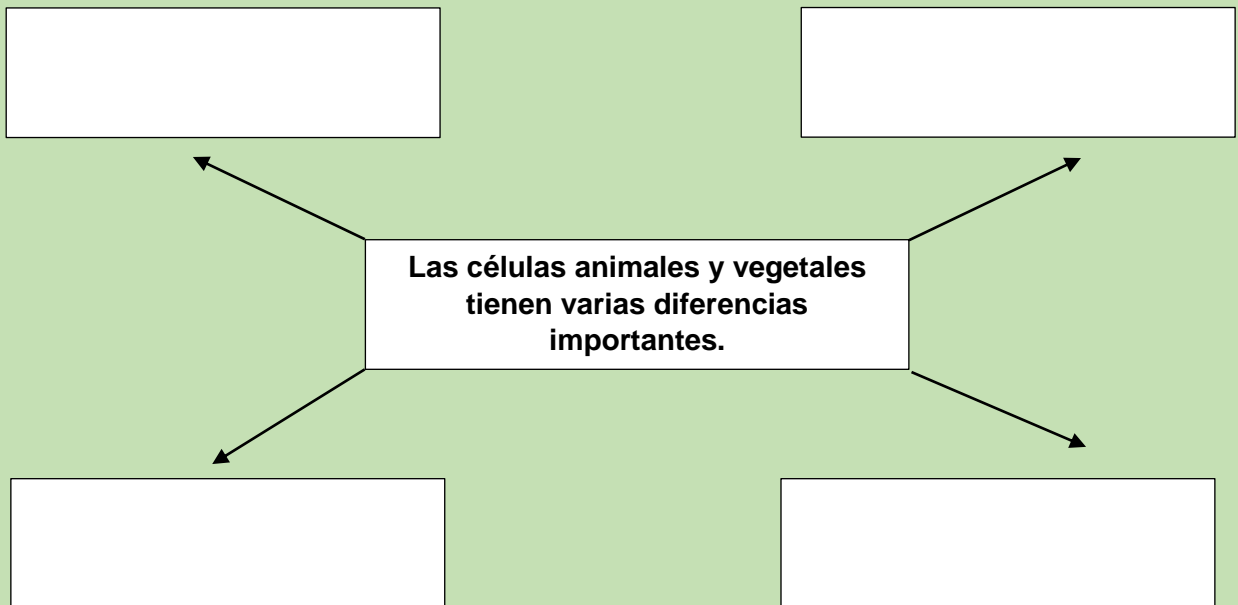 Las células animales y vegetales
tienen varias diferencias
importantes.